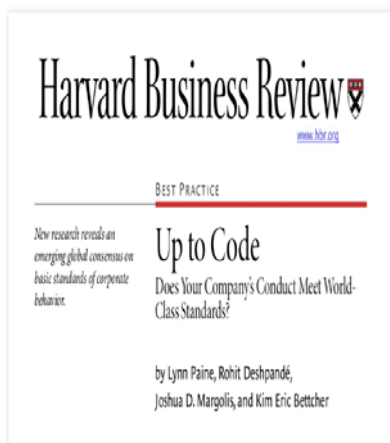 Harvard Business Review
www.hbr.org
BEST PRACTICE
New research reveals an
emerging global consensus on
basic standards of corporate
behavior.
Up to Code
Does Your Company's Conduct Meet World-
Class Standards?
by Lynn Paine, Rohit Deshpandé,
Joshua D. Margolis, and Kim Eric Bettcher